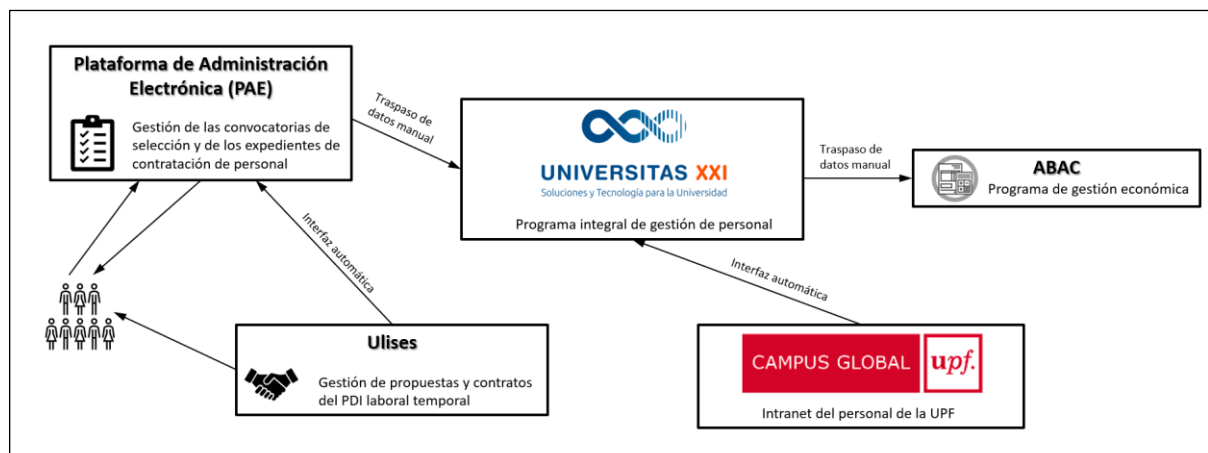 Plataforma de Administración
Electrónica (PAE)
Gestión de las convocatorias de
selección y de los expedientes de
contratación de personal
Traspaso de
datos manual
UNIVERSITAS XXI
Soluciones y Tecnología para la Universidad
Programa integral de gestión de personal
Traspaso de
datos manual
ABAC
Programa de gestión económica
Interfaz
automática
Interfaz automática
Ulises
Gestión de propuestas y contratos
del PDI laboral temporal
CAMPUS GLOBAL
upf.
Intranet del personal de la UPF